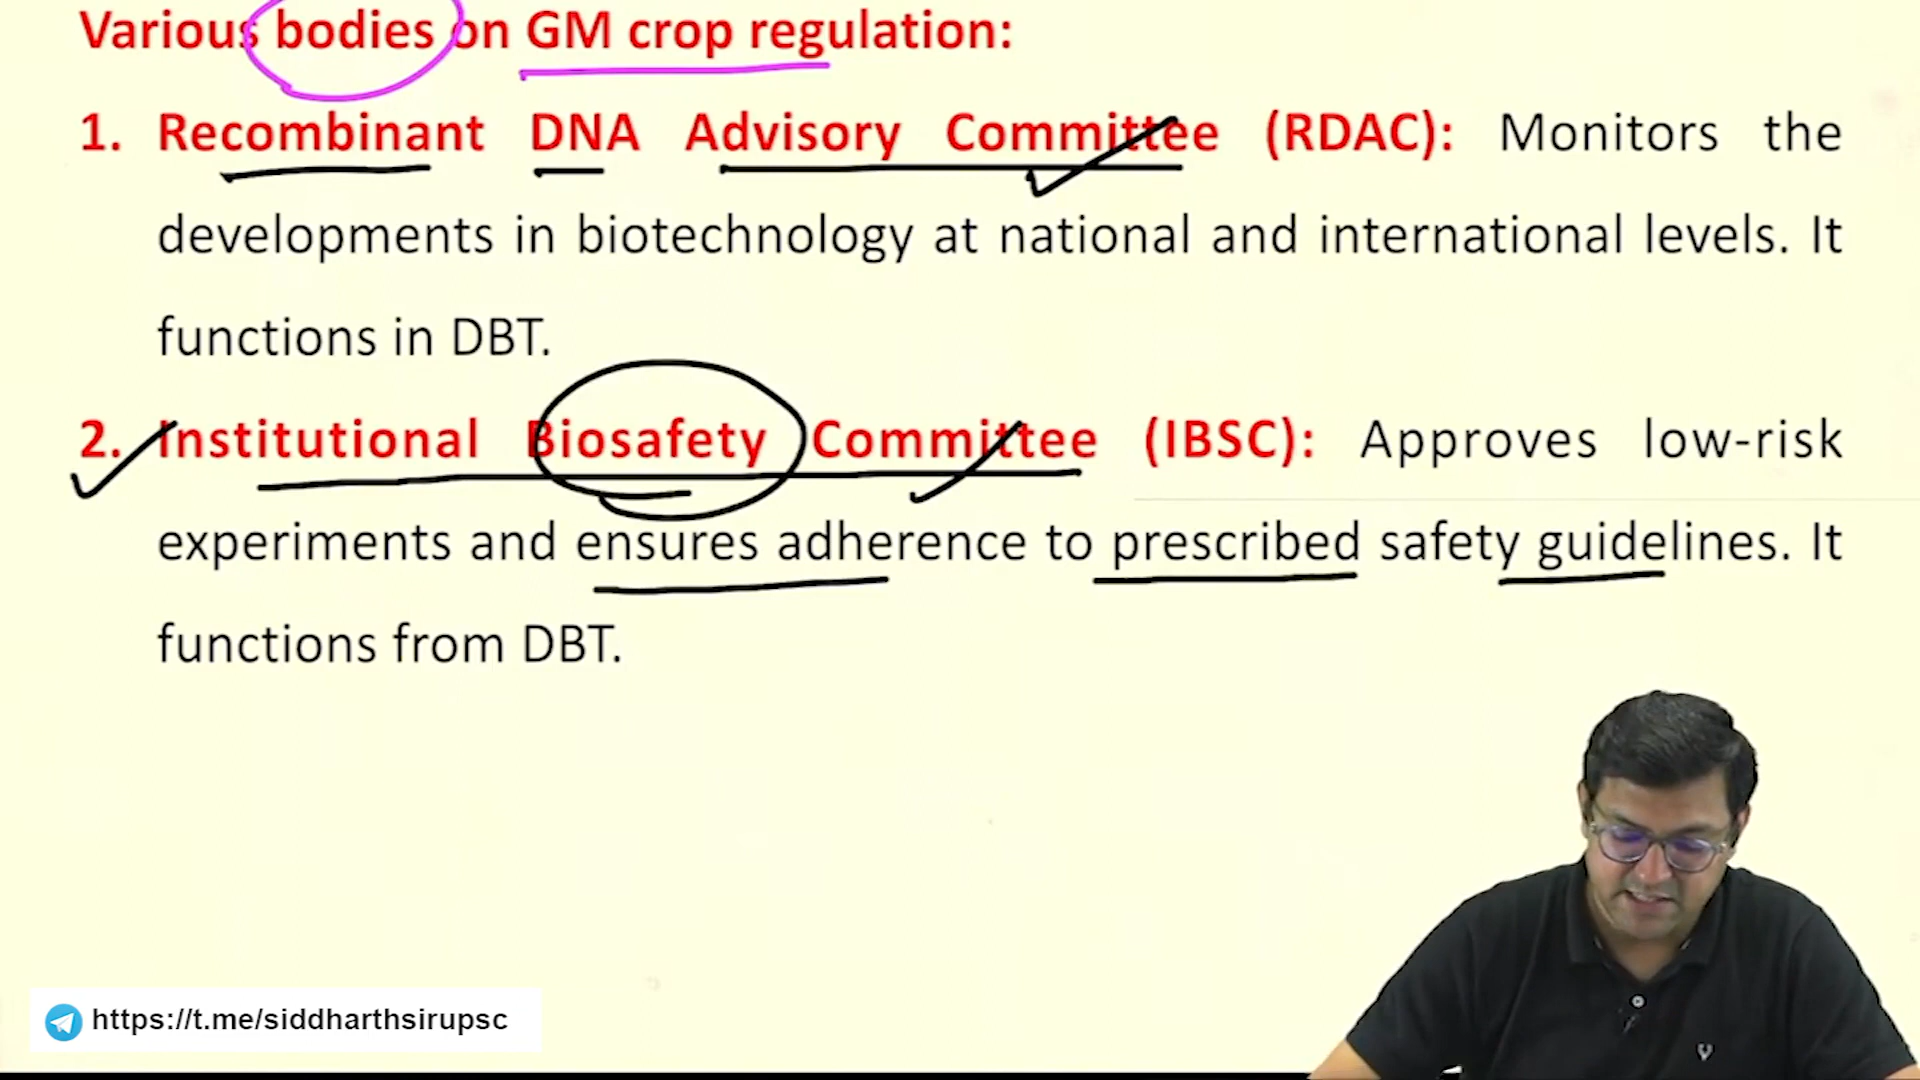 Various bodies on GM crop regulation:
1. Recombinant DNA Advisory Committee (RDAC): Monitors the
developments in biotechnology at national and international levels. It
functions in DBT.
2. Institutional Biosafety Committee (IBSC): Approves low-risk
experiments and ensures adherence to prescribed safety guidelines. It
functions from DBT.
https://t.me/siddharthsirupsc